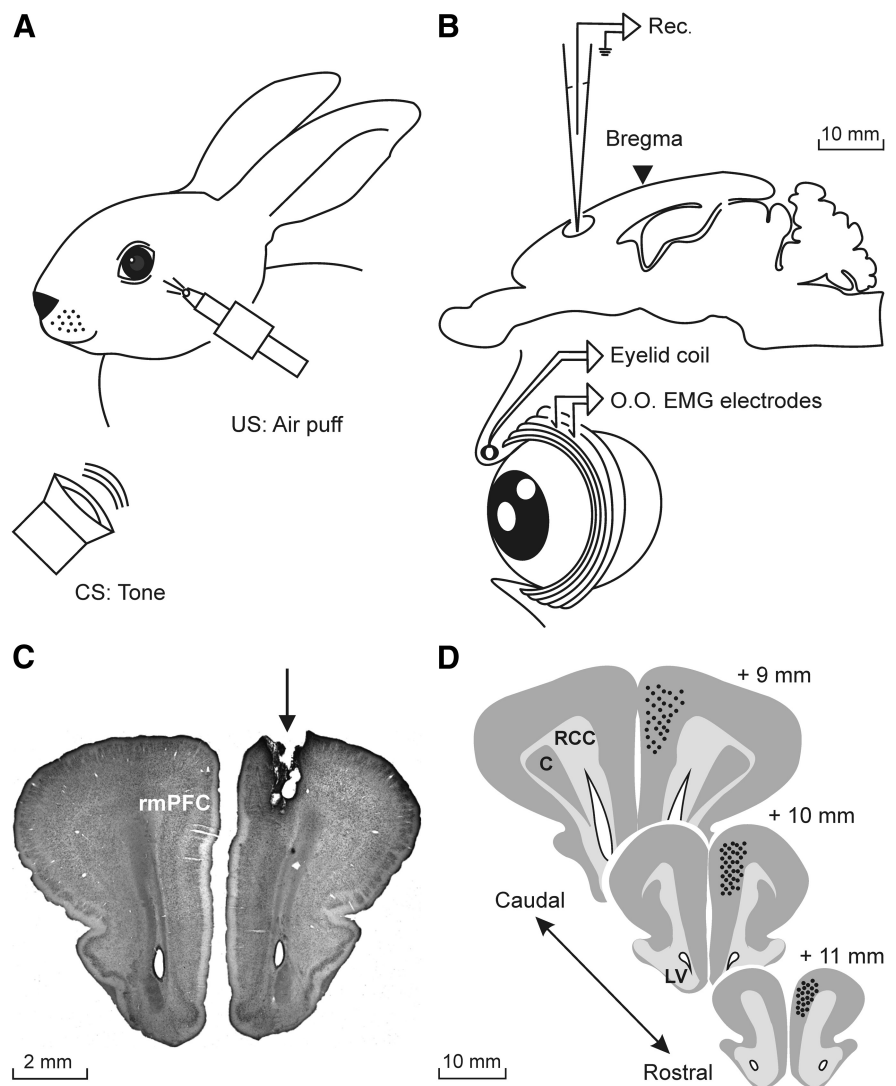 A
US: Air puff
CS: Tone
B
Rec.
Bregma
10 mm
Eyelid coil
O.O. EMG electrodes
C
rmPFC
2 mm
D
+ 9 mm
RCC
C
+ 10 mm
Caudal
LV
+ 11 mm
Rostral
10 mm